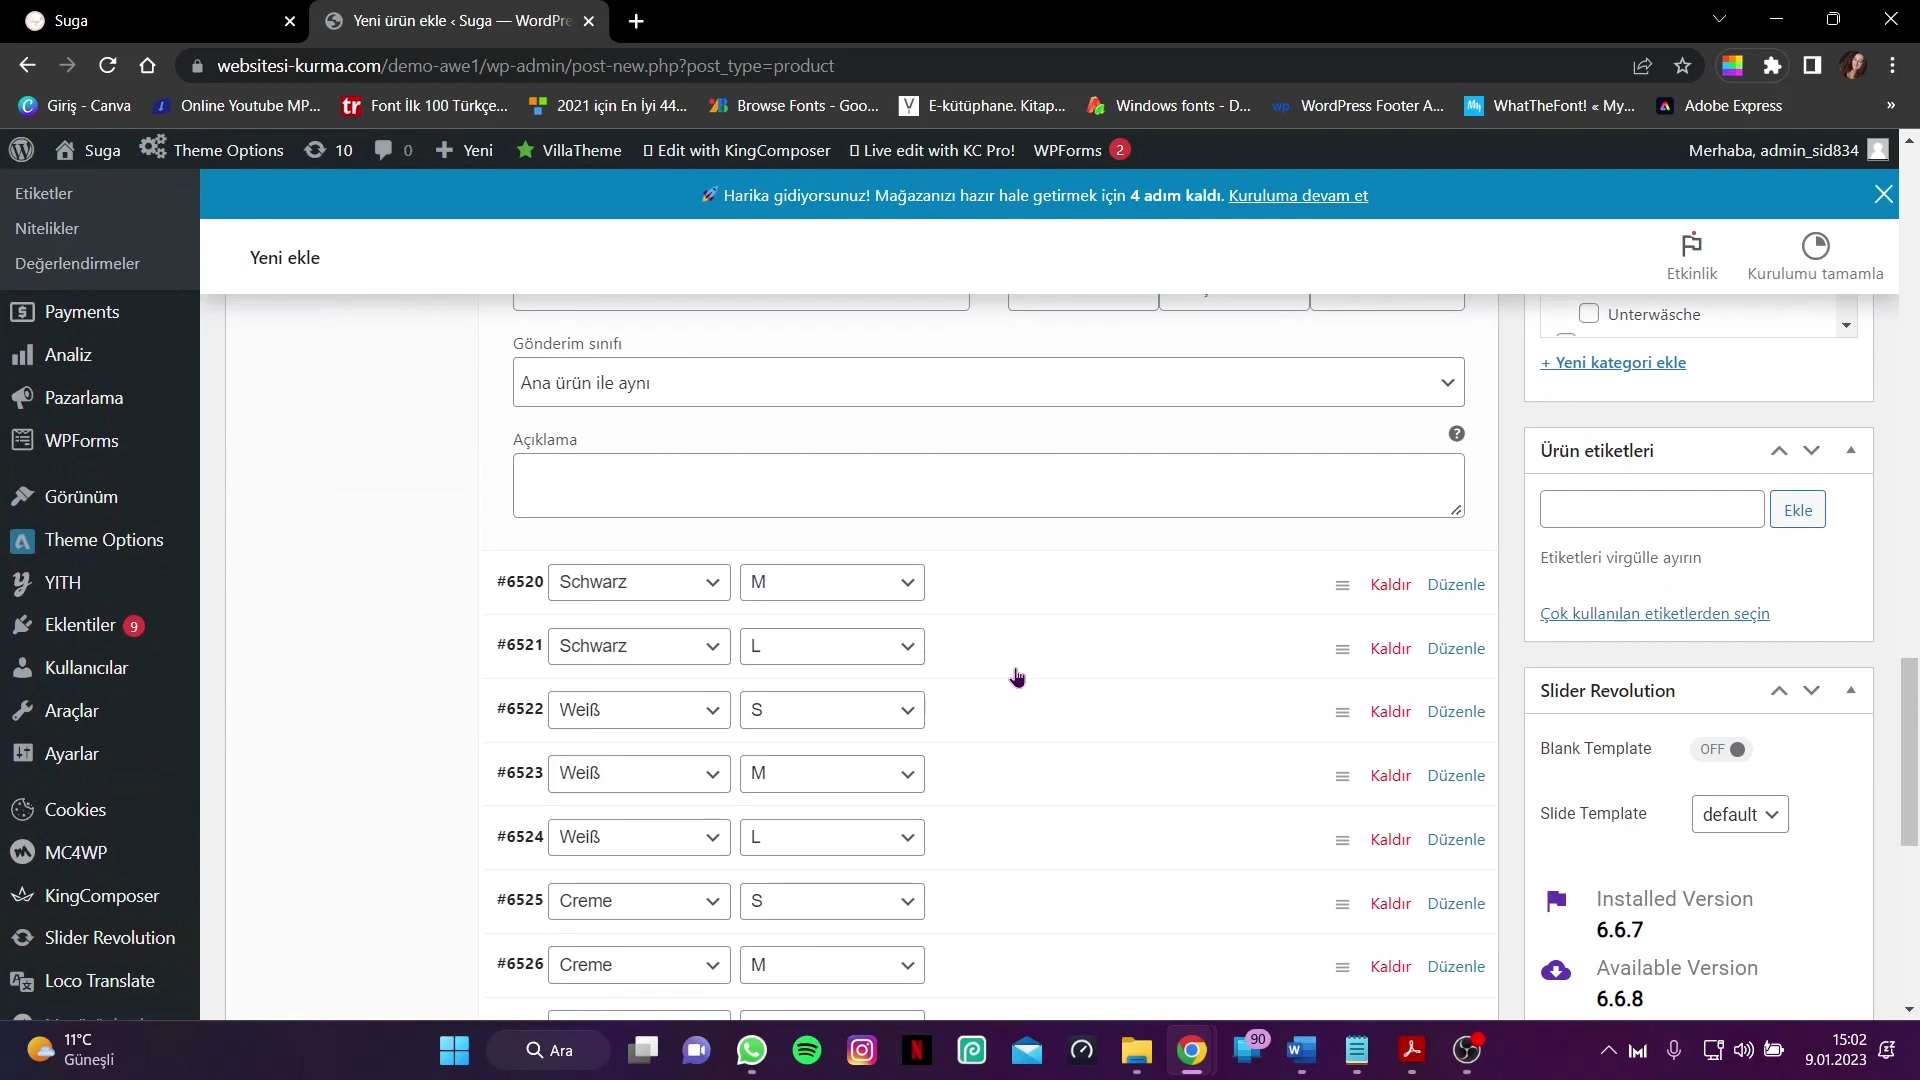 Suga
Yeni ürün ekle ‹ Suga — WordPre
websitesi-kurma.com/demo-awe1/wp-admin/post-new.php?post_type=product
Giriş - Canva
Online Youtube MP...
Font İlk 100 Türkçe...
2021 için En İyi 44...
Browse Fonts - Goo...
E-kütüphane. Kitap...
Windows fonts - D...
WordPress Footer A...
WhatTheFont! « My...
Adobe Express
»
Suga
Theme Options
10
0
Yeni
VillaTheme
Edit with KingComposer
Live edit with KC Pro!
WPForms 2
Merhaba, admin_sid834
Etiketler
Nitelikler
Değerlendirmeler
Payments
Analiz
Pazarlama
WPForms
Görünüm
Theme Options
YITH
Eklentiler 9
Kullanıcılar
Araçlar
Ayarlar
Cookies
MC4WP
KingComposer
Slider Revolution
Loco Translate
🚀 Harika gidiyorsunuz! Mağazanızı hazır hale getirmek için 4 adım kaldı. Kuruluma devam et
Yeni ekle
Etkinlik
Kurulumu tamamla
Gönderim sınıfı
Ana ürün ile aynı
Açıklama
#6520 Schwarz M Kaldır Düzenle
#6521 Schwarz L Kaldır Düzenle
#6522 Weiß S Kaldır Düzenle
#6523 Weiß M Kaldır Düzenle
#6524 Weiß L Kaldır Düzenle
#6525 Creme S Kaldır Düzenle
#6526 Creme M Kaldır Düzenle
Unterwäsche
+ Yeni kategori ekle
Ürün etiketleri
Ekle
Etiketleri virgülle ayırın
Çok kullanılan etiketlerden seçin
Slider Revolution
Blank Template OFF
Slide Template default
Installed Version
6.6.7
Available Version
6.6.8
11°C
Güneşli
Ara
90
15:02
9.01.2023